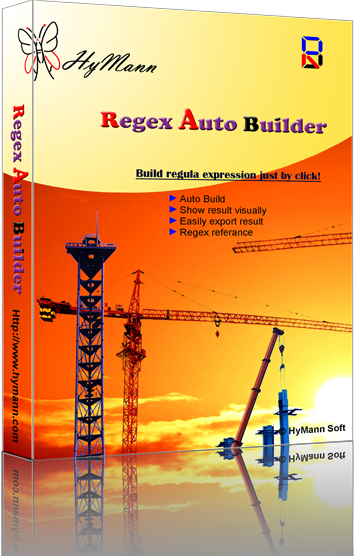 HyMann
Regex Auto Builder
Build regula expression just by click!
Auto Build
Show result visually
Easily export result
Regex referance
© HyMann Soft
Regex Auto Builder
Http://www.hymann.com